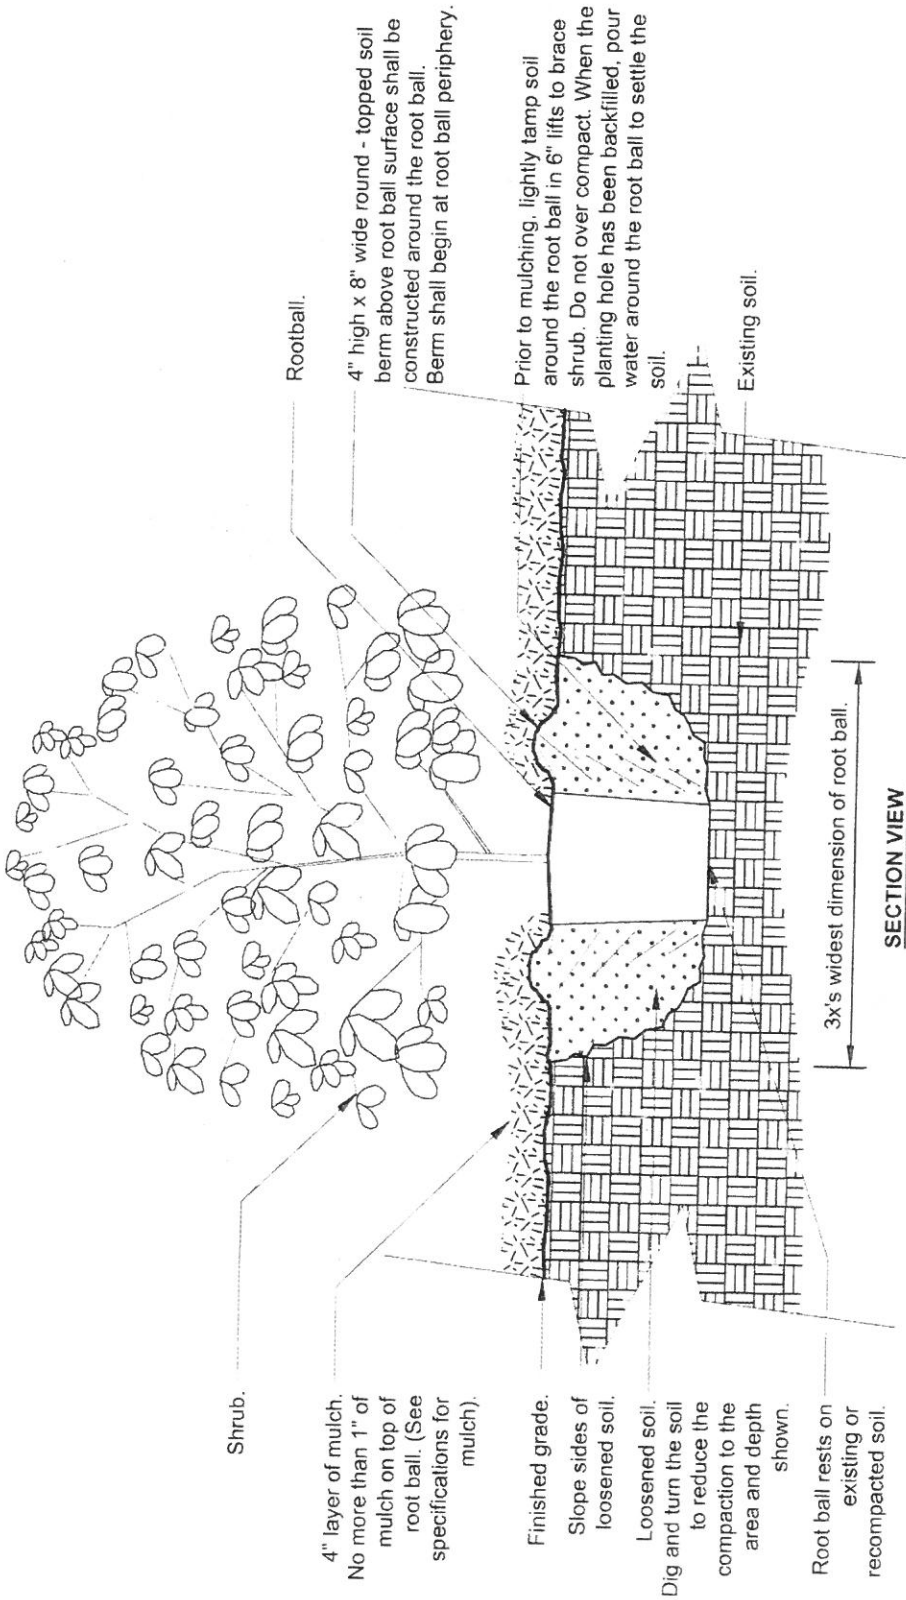 Shrub.
4" layer of mulch.
No more than 1" of
mulch on top of
root ball. (See
specifications for
mulch).
Finished grade.
Slope sides of
loosened soil.
Loosened soil.
Dig and turn the soil
to reduce the
compaction to the
area and depth
shown.
Root ball rests on
existing or
recompacted soil.
Rootball.
4" high x 8" wide round - topped soil
berm above root ball surface shall be
constructed around the root ball.
Berm shall begin at root ball periphery.
Prior to mulching, lightly tamp soil
around the root ball in 6" lifts to brace
shrub. Do not over compact. When the
planting hole has been backfilled, pour
water around the root ball to settle the
soil.
Existing soil.
3x's widest dimension of root ball.
SECTION VIEW